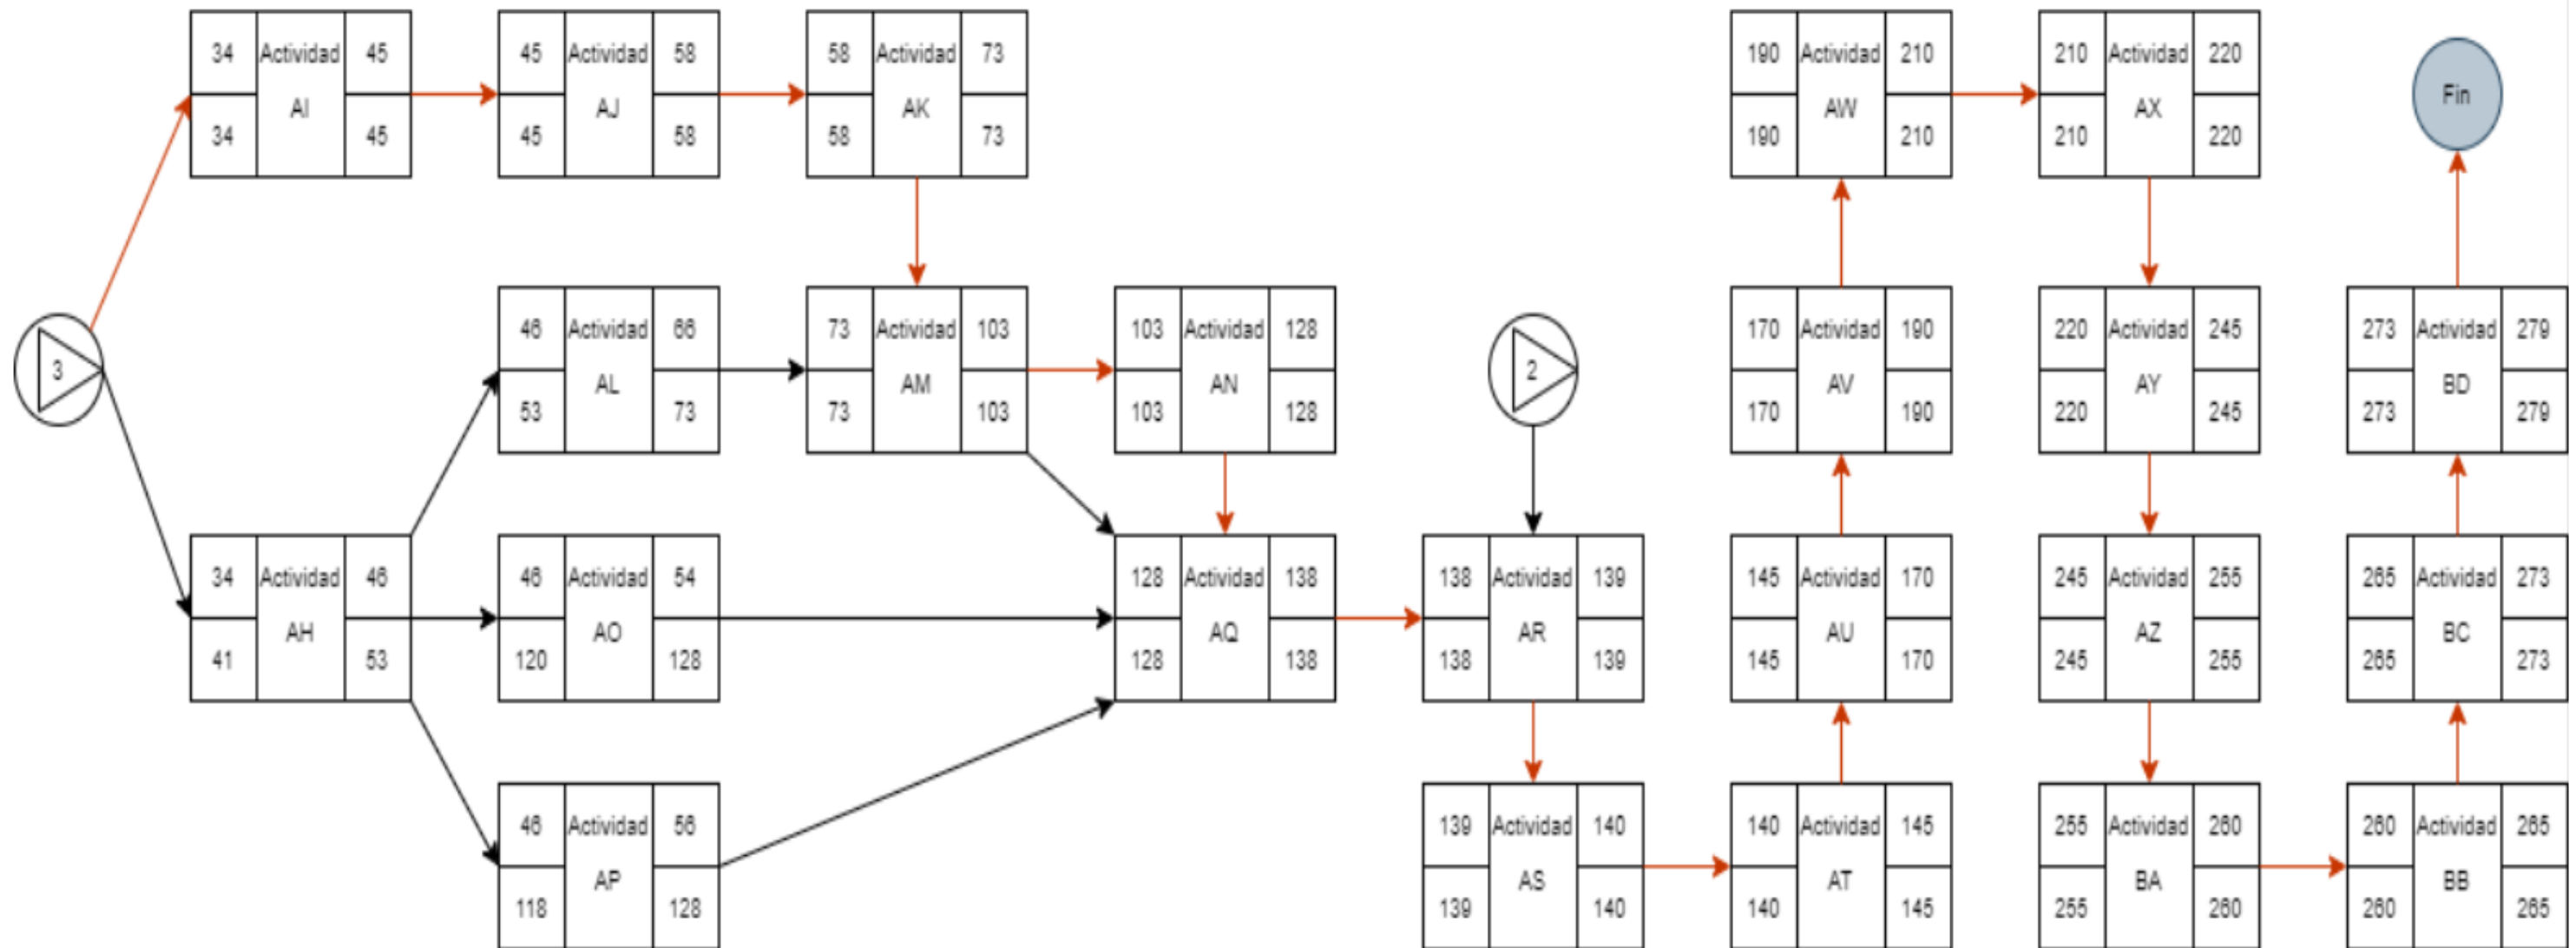 34 Actividad 45
AI
34 45
45 Actividad 58
AJ
45 58
58 Actividad 73
AK
58 73
190 Actividad 210
AW
190 210
210 Actividad 220
AX
210 220
Fin
3
46 Actividad 66
AL
53 73
73 Actividad 103
AM
73 103
103 Actividad 128
AN
103 128
2
170 Actividad 190
AV
170 190
220 Actividad 245
AY
220 245
273 Actividad 279
BD
273 279
34 Actividad 46
AH
41 53
46 Actividad 54
AO
120 128
128 Actividad 138
AQ
128 138
138 Actividad 139
AR
138 139
145 Actividad 170
AU
145 170
245 Actividad 255
AZ
245 255
265 Actividad 273
BC
265 273
46 Actividad 56
AP
118 128
139 Actividad 140
AS
139 140
140 Actividad 145
AT
140 145
255 Actividad 260
BA
255 260
260 Actividad 265
BB
260 265